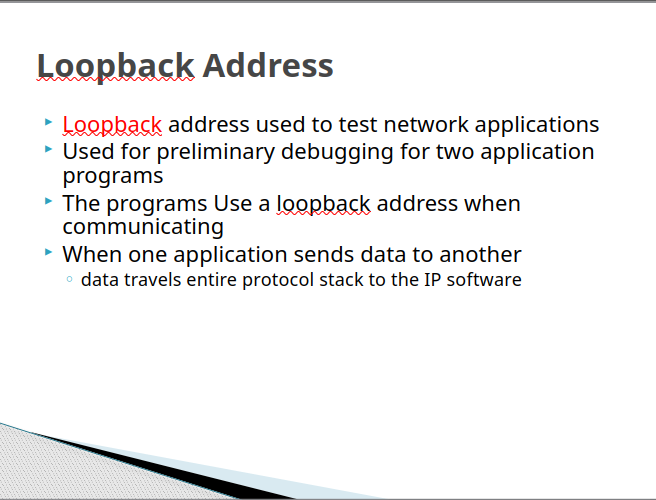 Loopback Address
Loopback address used to test network applications
Used for preliminary debugging for two application
programs
The programs Use a loopback address when
communicating
When one application sends data to another
data travels entire protocol stack to the IP software